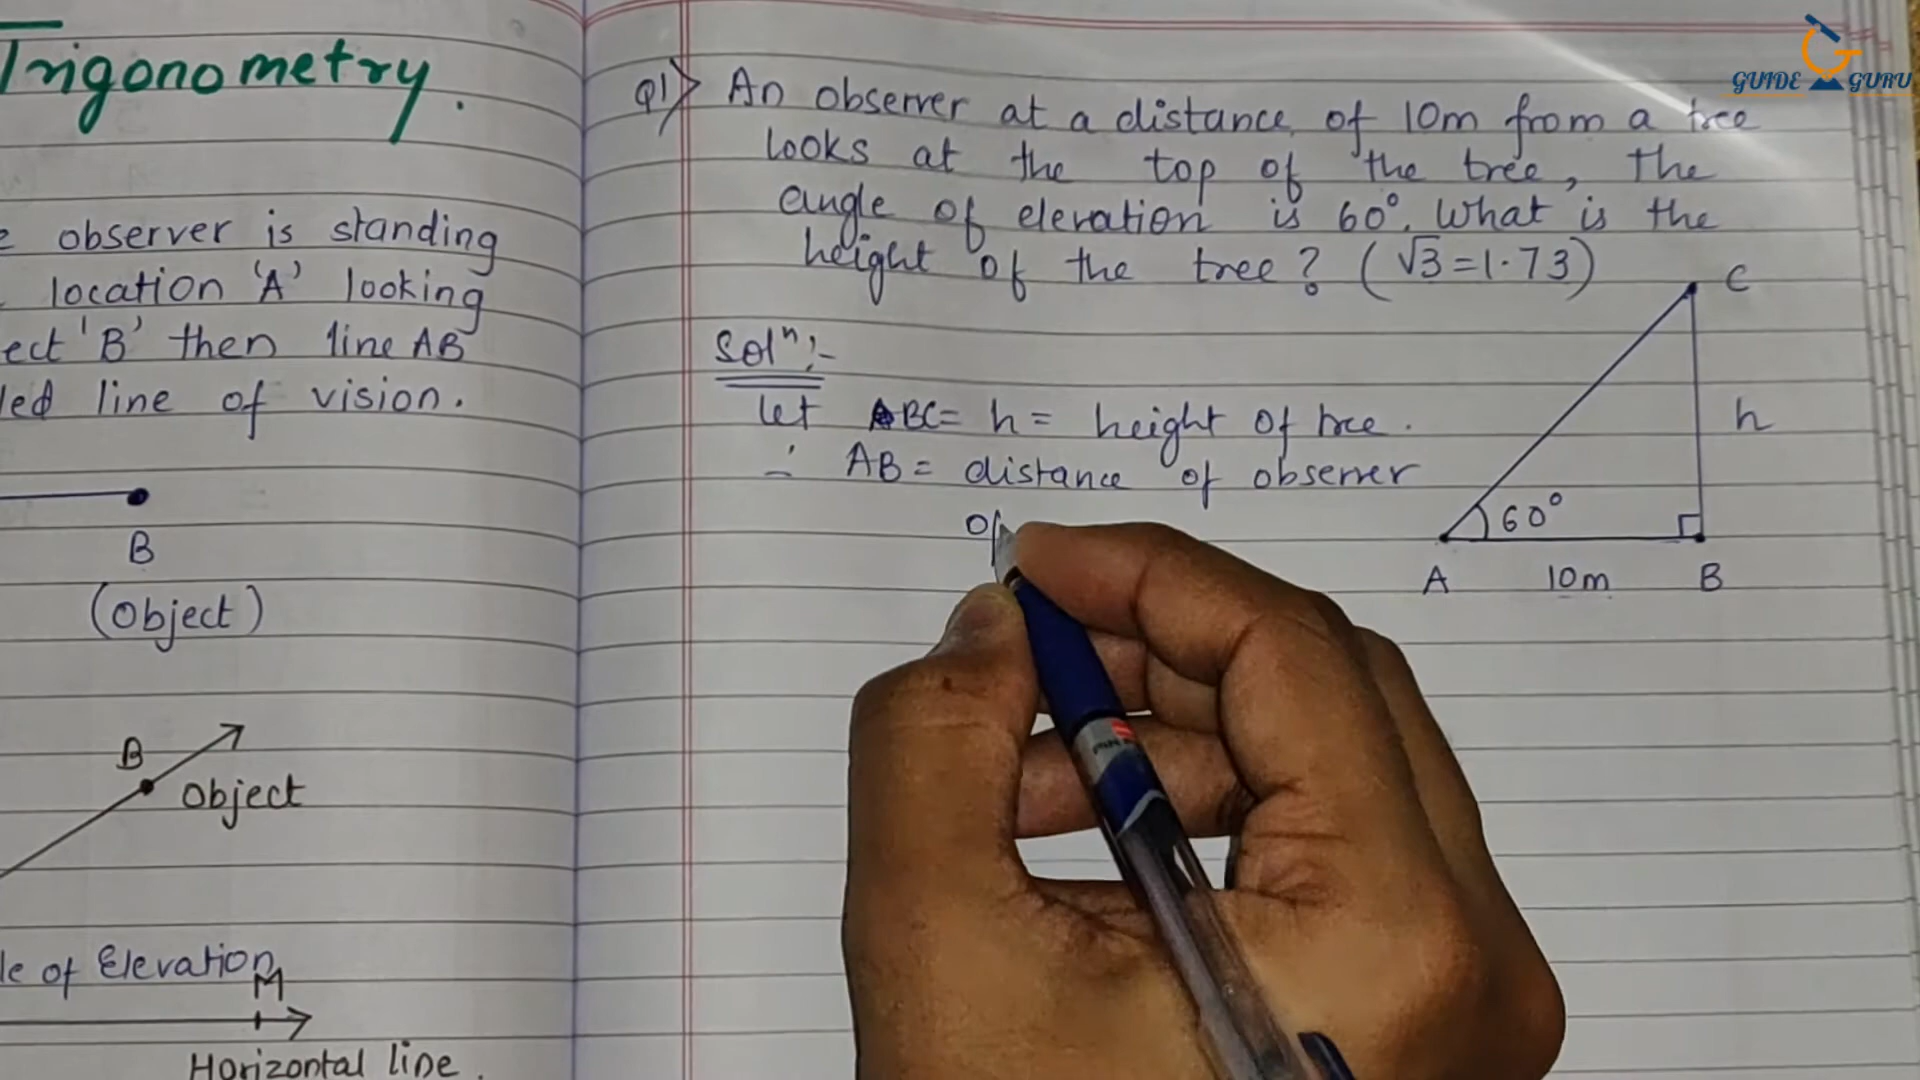 Trigonometry.
observer is standing
location 'A' looking
ect 'B' then line AB
led line of vision.
B
(Object)
B
Object
le of Elevation
M
Horizontal line.
GUIDE GURU
Q1) An observer at a distance of 10m from a tree
looks at the top of the tree, the
angle of elevation is 60°. What is the
height of the tree? (√3=1.73)
Solⁿ:-
let BC= h = height of tree.
∴ AB = distance of observer
of
C
h
60°
A 10m B